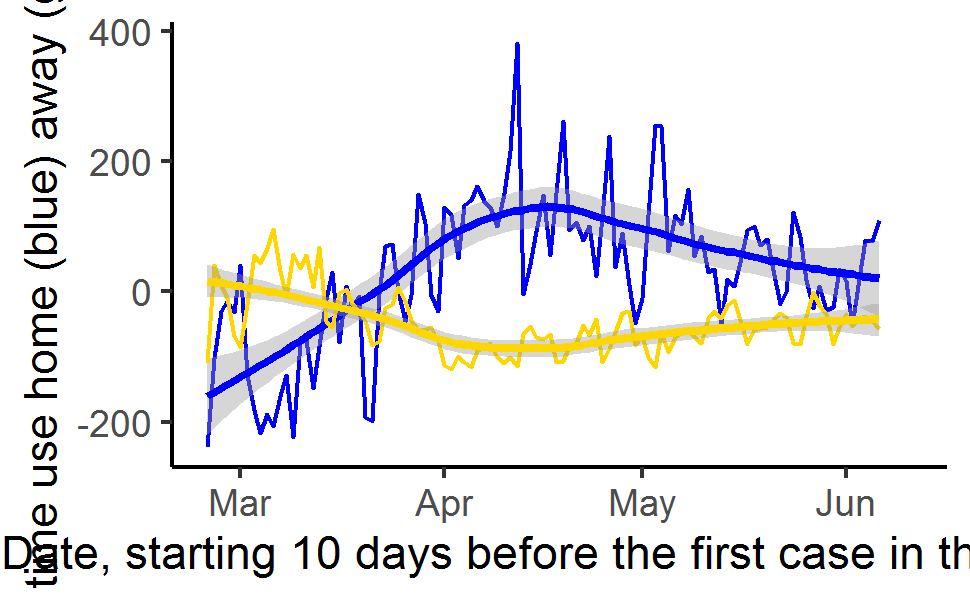 400
200
0
-200
time use home (blue) away (
Mar Apr May Jun
Date, starting 10 days before the first case in th